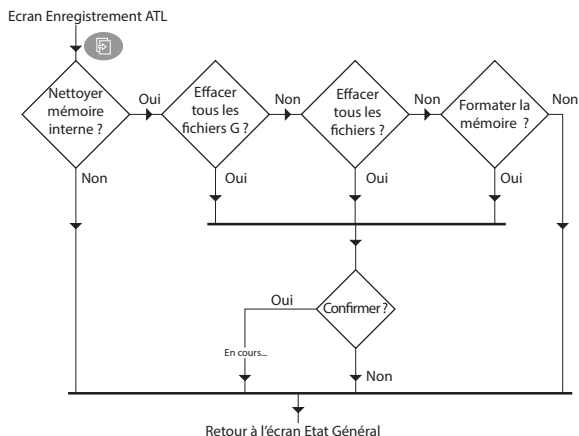 Ecran Enregistrement ATL
Nettoyer
mémoire
interne ?
Oui
Effacer
tous les
fichiers G ?
Non
Effacer
tous les
fichiers ?
Non
Formater la
mémoire ?
Non
Non
Oui
Oui
Oui
Confirmer ?
Oui
En cours...
Non
Retour à l'écran Etat Général